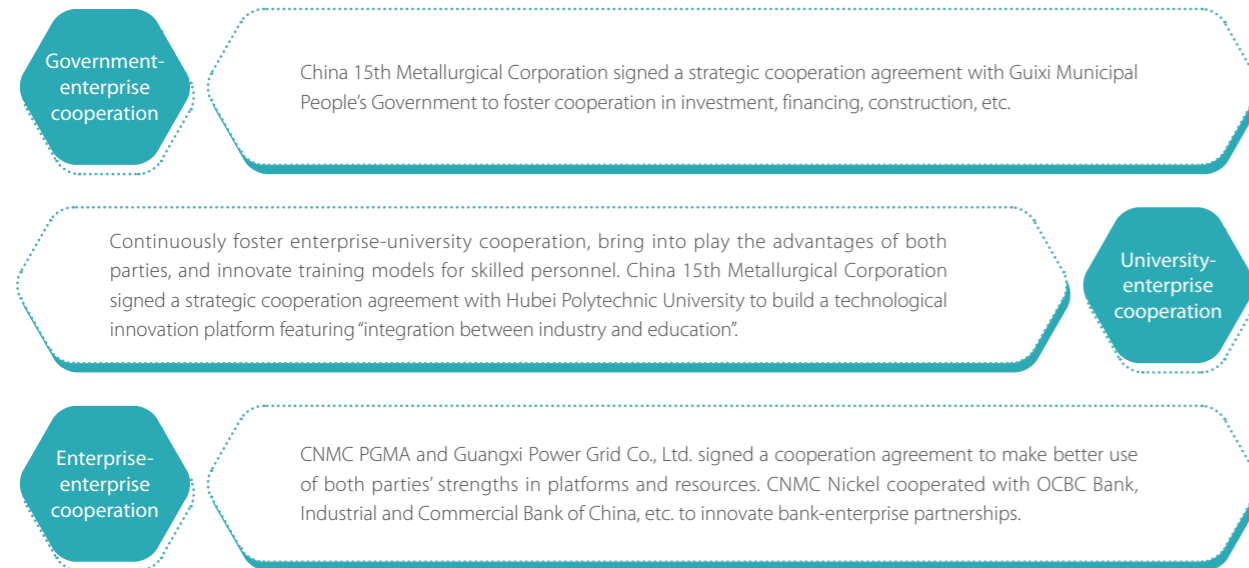 Government-
enterprise
cooperation
China 15th Metallurgical Corporation signed a strategic cooperation agreement with Guixi Municipal
People’s Government to foster cooperation in investment, financing, construction, etc.
Continuously foster enterprise-university cooperation, bring into play the advantages of both
parties, and innovate training models for skilled personnel. China 15th Metallurgical Corporation
signed a strategic cooperation agreement with Hubei Polytechnic University to build a technological
innovation platform featuring “integration between industry and education”.
University-
enterprise
cooperation
Enterprise-
enterprise
cooperation
CNMC PGMA and Guangxi Power Grid Co., Ltd. signed a cooperation agreement to make better use
of both parties’ strengths in platforms and resources. CNMC Nickel cooperated with OCBC Bank,
Industrial and Commercial Bank of China, etc. to innovate bank-enterprise partnerships.